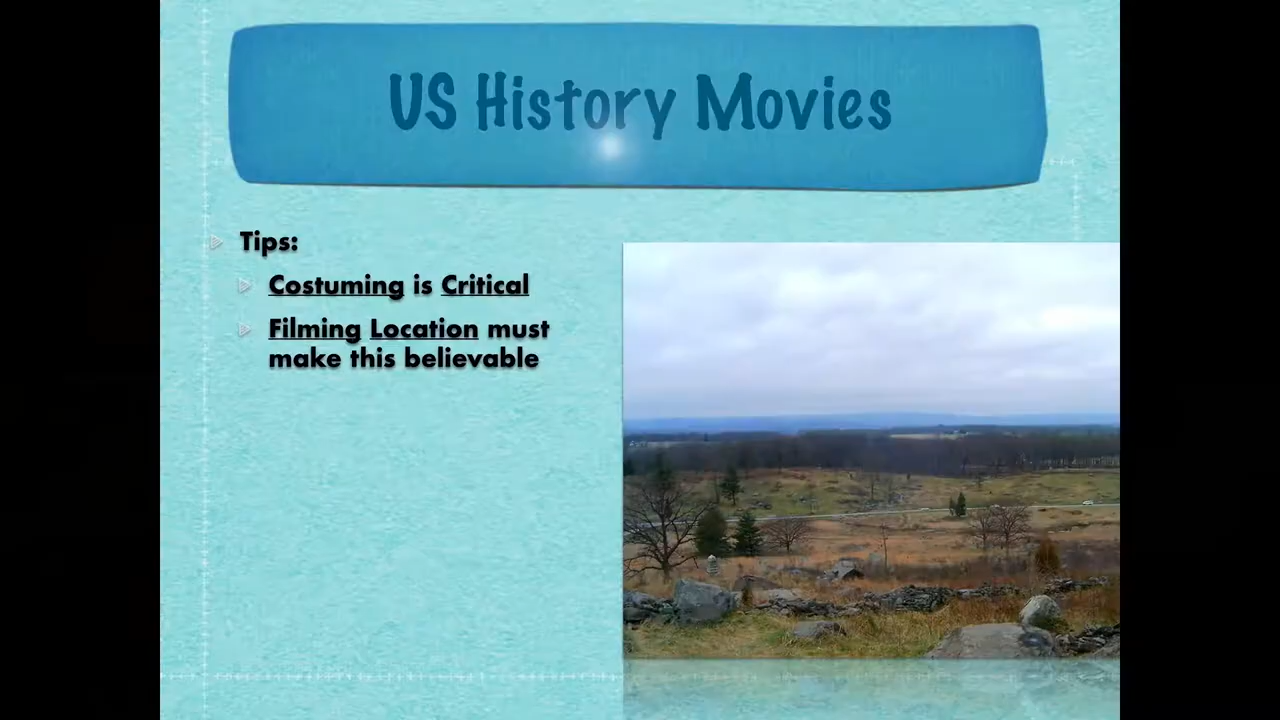 US History Movies
Tips:
Costuming is Critical
Filming Location must
make this believable